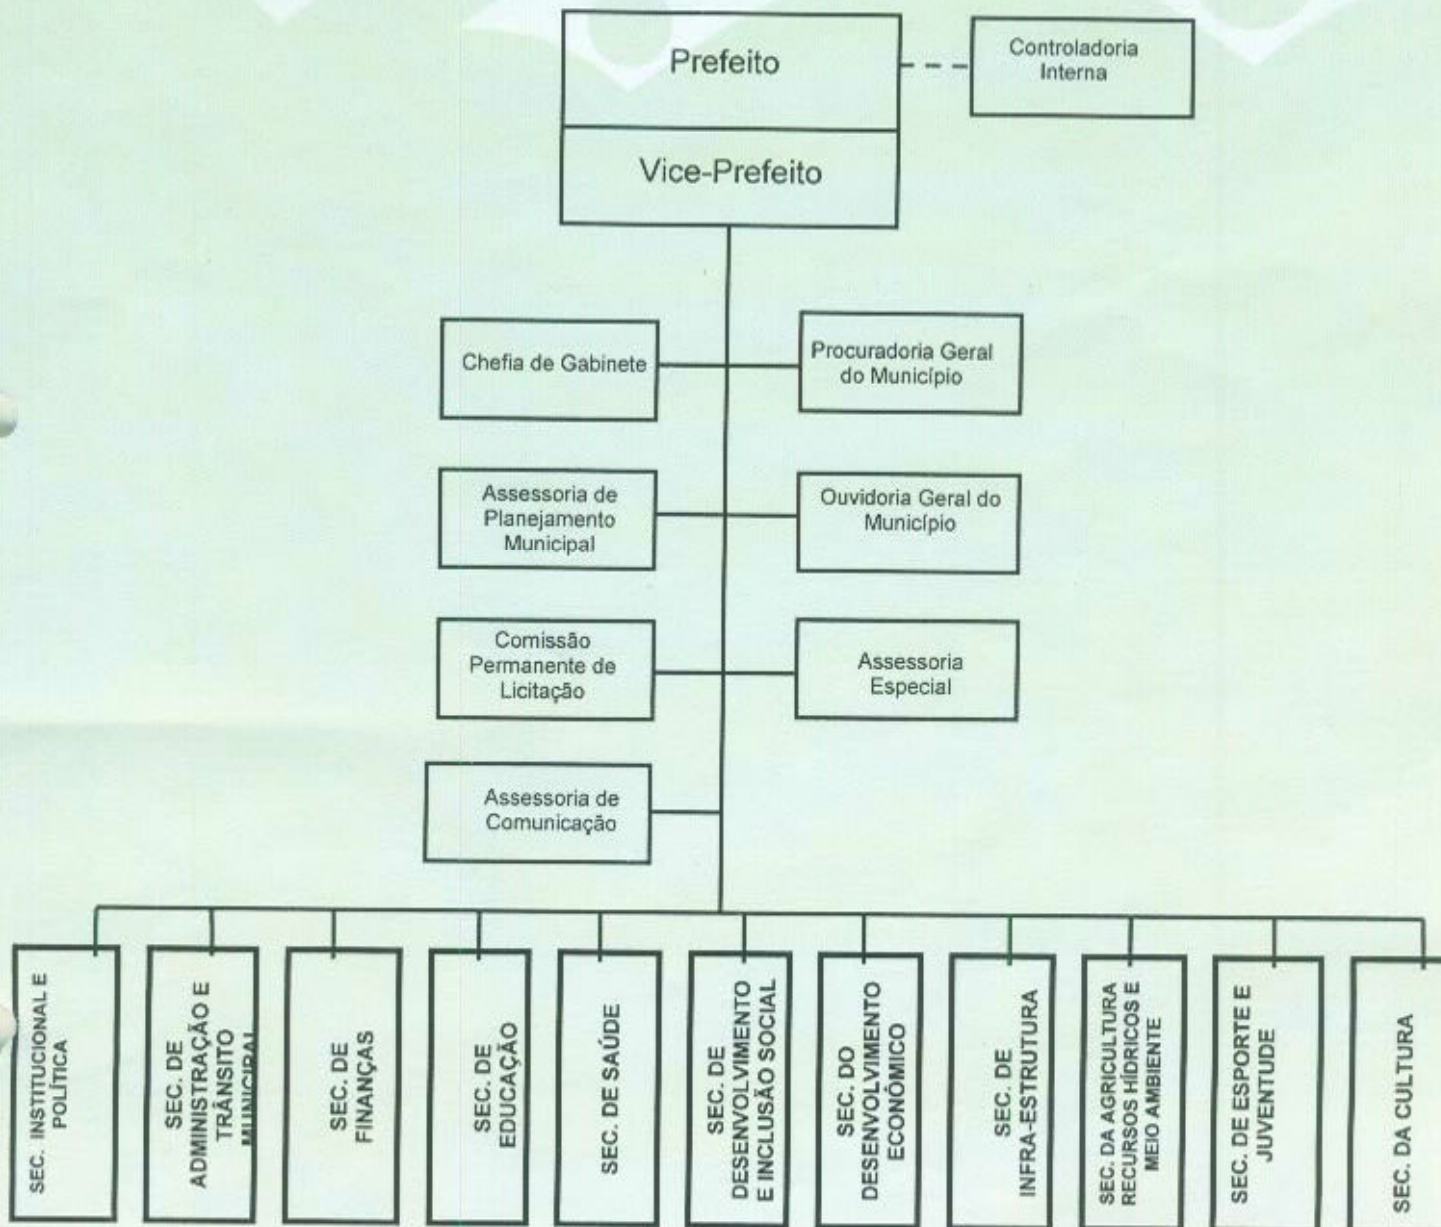 Prefeito
Controladoria
Interna
Vice-Prefeito
Chefia de Gabinete
Procuradoria Geral
do Município
Assessoria de
Planejamento
Municipal
Ouvidoria Geral do
Município
Comissão
Permanente de
Licitação
Assessoria
Especial
Assessoria de
Comunicação
SEC. INSTITUCIONAL E
POLÍTICA
SEC. DE
ADMINISTRAÇÃO E
TRÂNSITO
MUNICIPAL
SEC. DE
FINANÇAS
SEC. DE
EDUCAÇÃO
SEC. DE SAÚDE
SEC. DE
DESENVOLVIMENTO
E INCLUSÃO SOCIAL
SEC. DO
DESENVOLVIMENTO
ECONÔMICO
SEC. DE
INFRA-ESTRUTURA
SEC. DA AGRICULTURA
RECURSOS HÍDRICOS E
MEIO AMBIENTE
SEC. DE ESPORTE E
JUVENTUDE
SEC. DA CULTURA